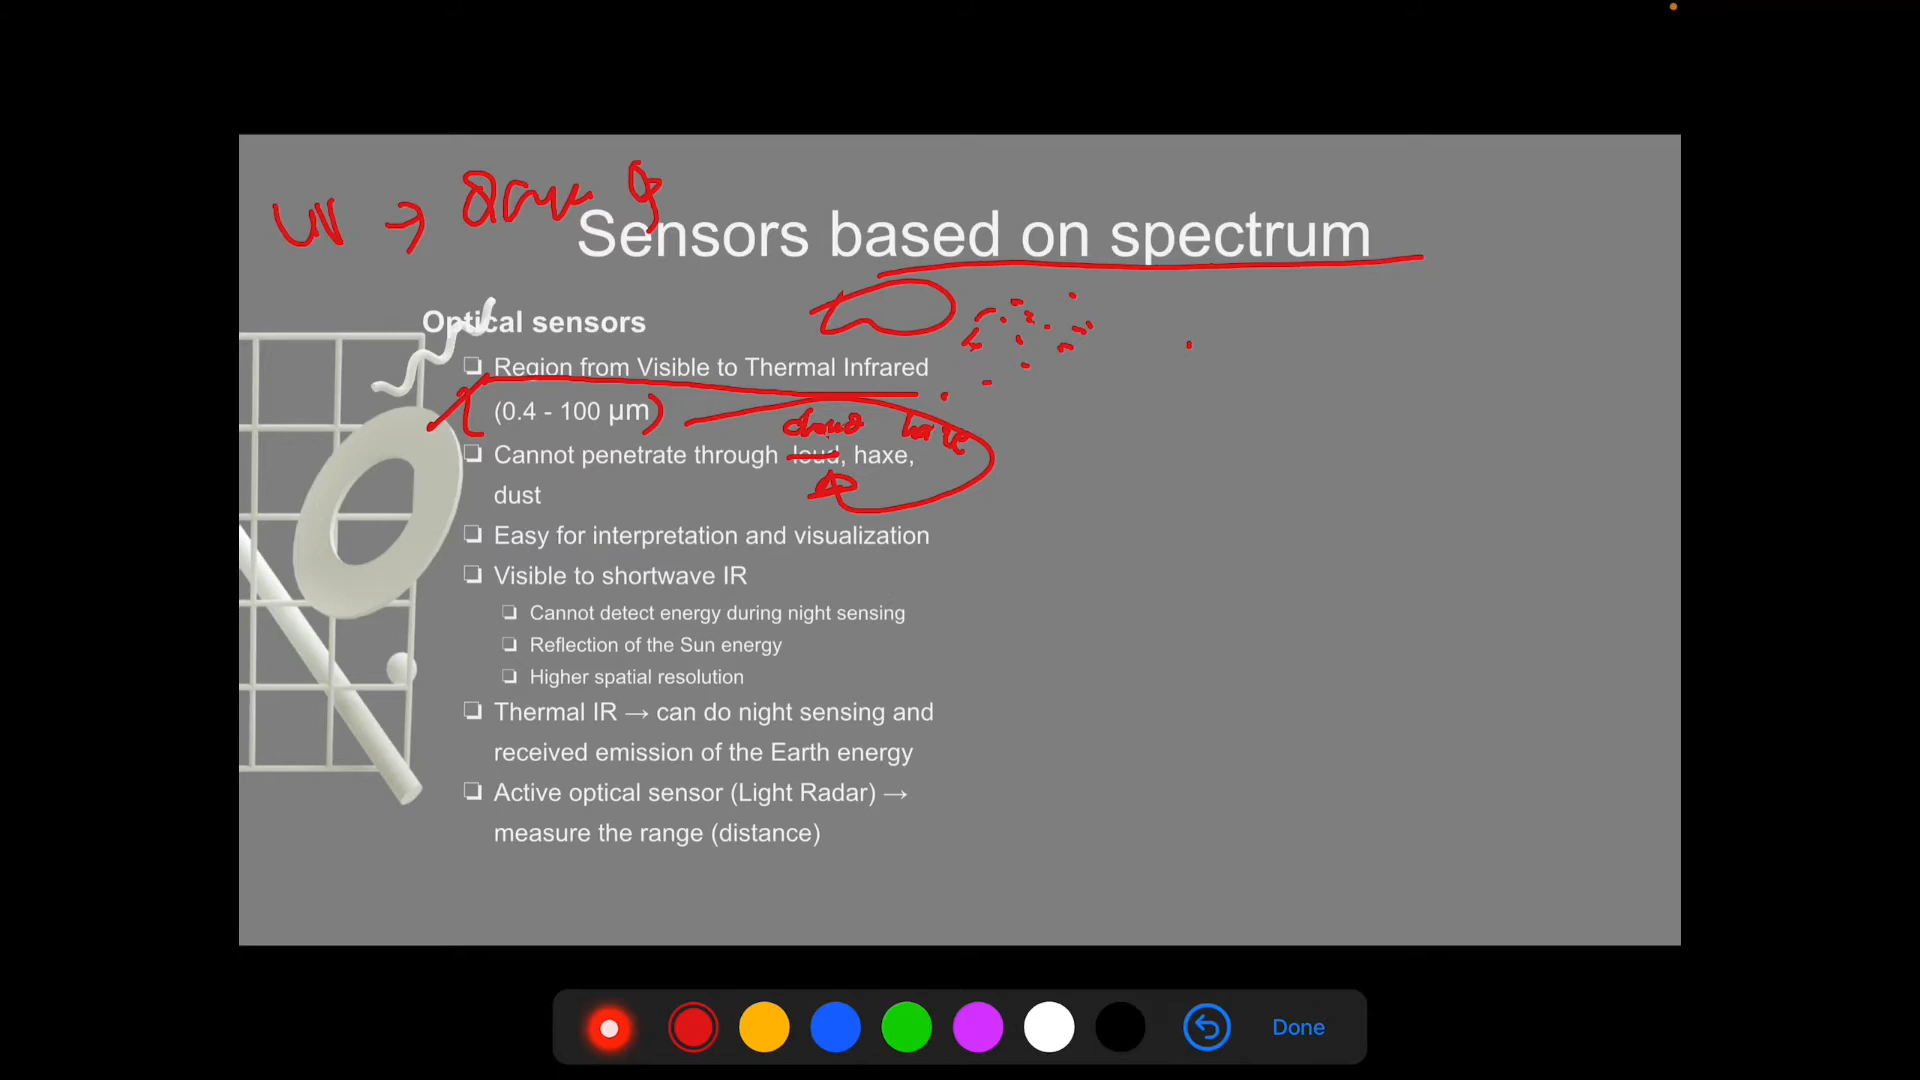 UV →
Sensors based on spectrum
Optical sensors
Region from Visible to Thermal Infrared
(0.4 - 100 μm)
cloud
Cannot penetrate through loud, haxe,
dust
Easy for interpretation and visualization
Visible to shortwave IR
Cannot detect energy during night sensing
Reflection of the Sun energy
Higher spatial resolution
Thermal IR → can do night sensing and
received emission of the Earth energy
Active optical sensor (Light Radar) →
measure the range (distance)
Done